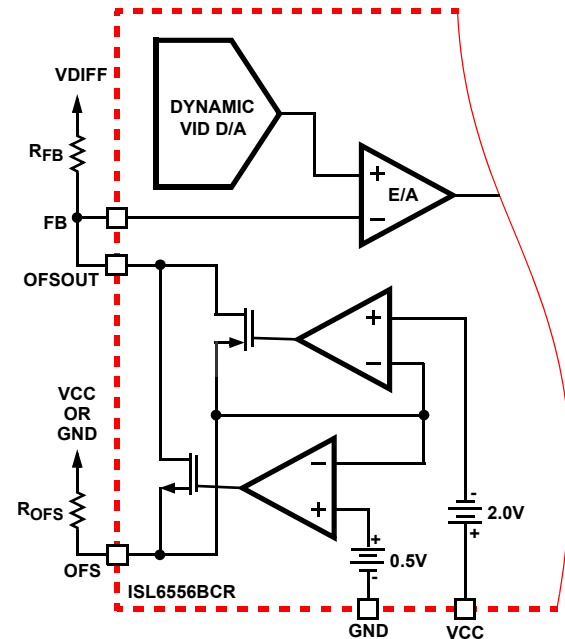 VDIFF
DYNAMIC
VID D/A
RFB
+
E/A
−
FB
OFSOUT
+
−
VCC
OR
GND
−
+
ROFS
-
2.0V
+
+
0.5V
-
OFS
ISL6556BCR
GND
VCC